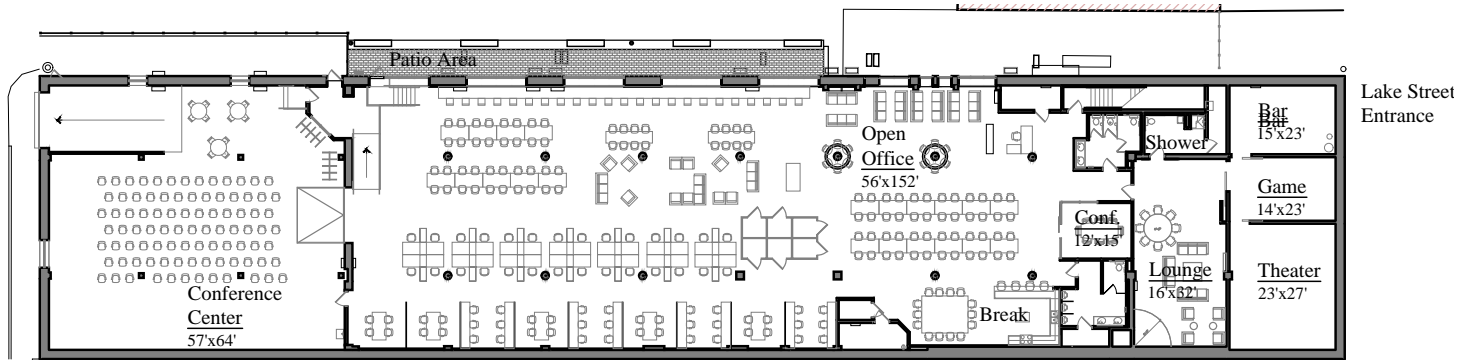 Patio Area
Lake Street
Entrance
Bar
Bar
15'x23'
Open
Office
56'x152'
Shower
Game
14'x23'
Conf
12'x15'
Conference
Center
57'x64'
Lounge
16'x32'
Theater
23'x27'
Break